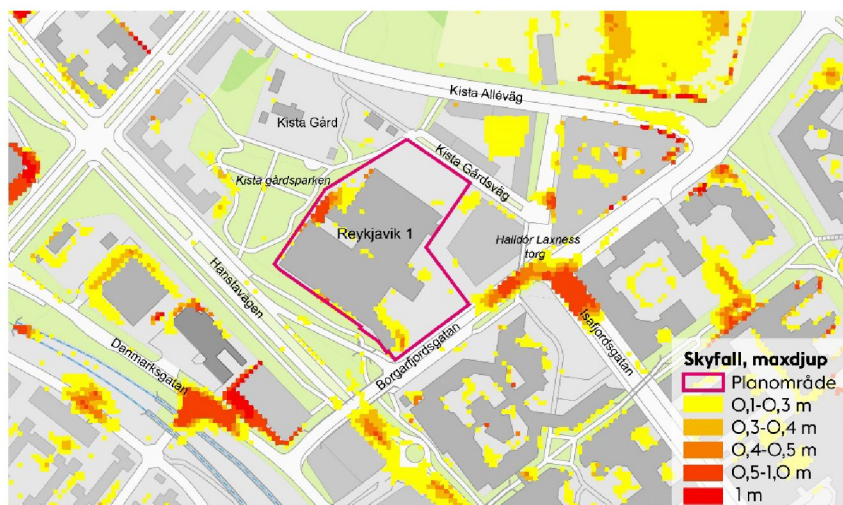 Kista Alléväg
Kista Gård
Kista Gårdsväg
Kista gårdsparken
Reykjavik 1
Halldór Laxness
torg
Hanstavägen
Danmarksgatan
Borgarfjordsgatan
Isafjordsgatan
Skyfall, maxdjup
Planområde
0,1-0,3 m
0,3-0,4 m
0,4-0,5 m
0,5-1,0 m
1 m